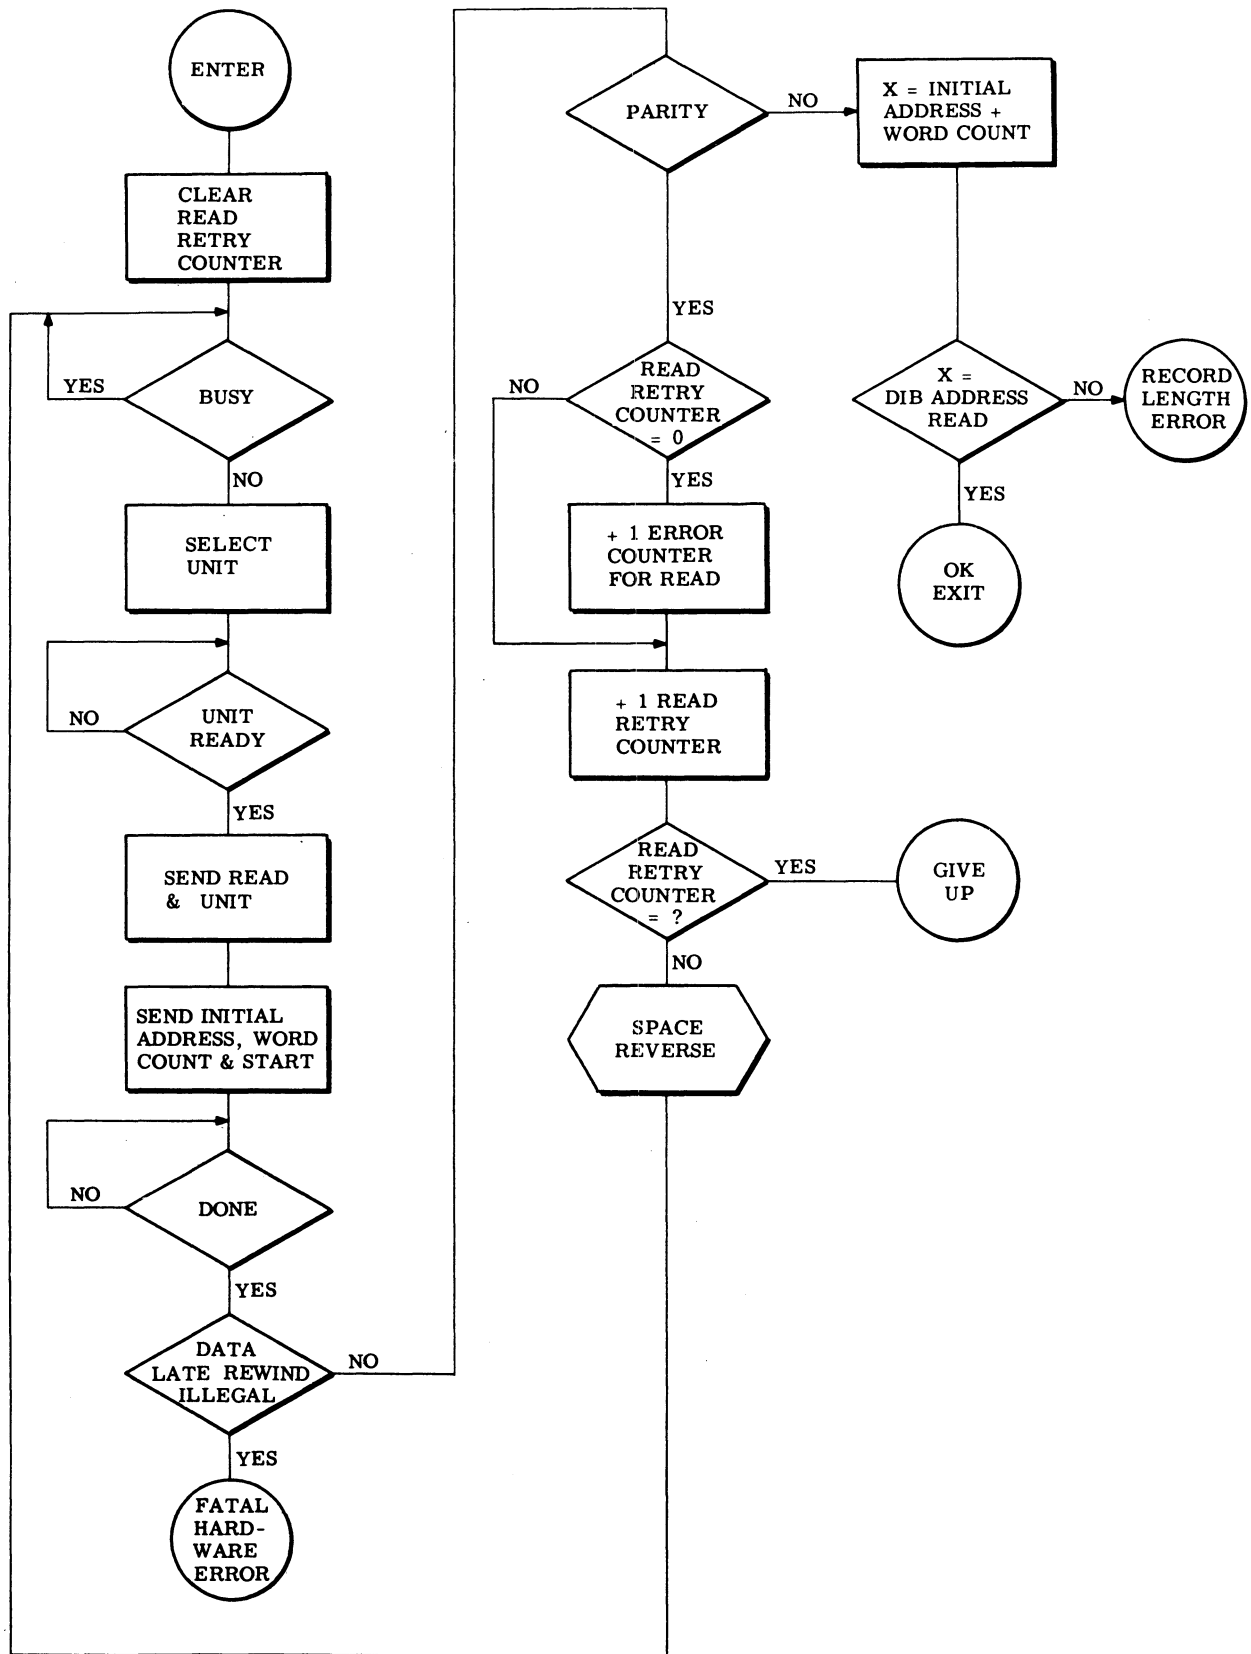 ENTER
CLEAR
READ
RETRY
COUNTER
YES
BUSY
NO
SELECT
UNIT
NO
UNIT
READY
YES
SEND READ
& UNIT
SEND INITIAL
ADDRESS, WORD
COUNT & START
NO
DONE
YES
DATA
LATE REWIND
ILLEGAL
NO
YES
FATAL
HARD-
WARE
ERROR
PARITY
NO
X = INITIAL
ADDRESS +
WORD COUNT
YES
NO
READ
RETRY
COUNTER
= 0
YES
X =
DIB ADDRESS
READ
NO
RECORD
LENGTH
ERROR
YES
OK
EXIT
+ 1 ERROR
COUNTER
FOR READ
+ 1 READ
RETRY
COUNTER
READ
RETRY
COUNTER
= ?
YES
GIVE
UP
NO
SPACE
REVERSE